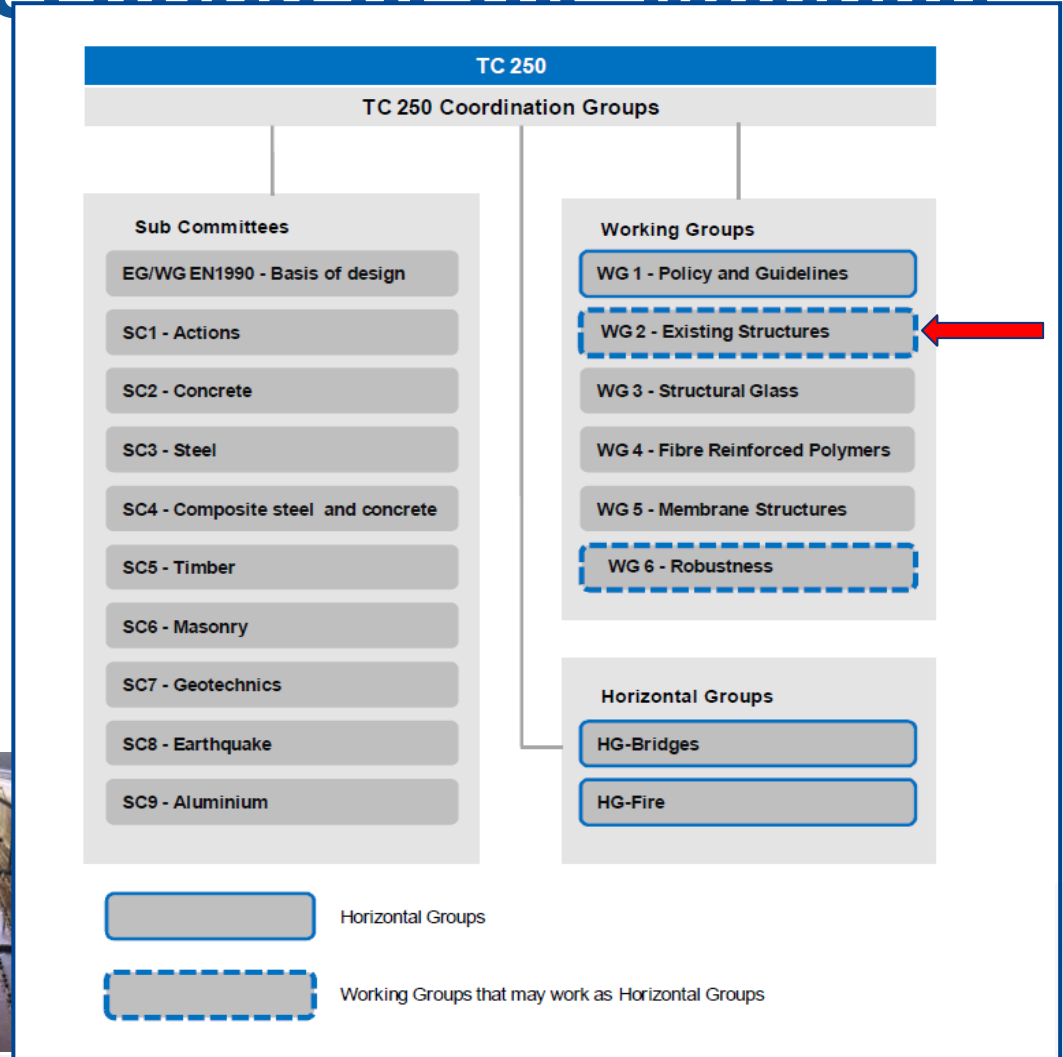 TC 250
TC 250 Coordination Groups
Sub Committees
EG/WG EN1990 - Basis of design
SC1 - Actions
SC2 - Concrete
SC3 - Steel
SC4 - Composite steel and concrete
SC5 - Timber
SC6 - Masonry
SC7 - Geotechnics
SC8 - Earthquake
SC9 - Aluminium
Working Groups
WG 1 - Policy and Guidelines
WG 2 - Existing Structures
WG 3 - Structural Glass
WG 4 - Fibre Reinforced Polymers
WG 5 - Membrane Structures
WG 6 - Robustness
Horizontal Groups
HG-Bridges
HG-Fire
Horizontal Groups
Working Groups that may work as Horizontal Groups